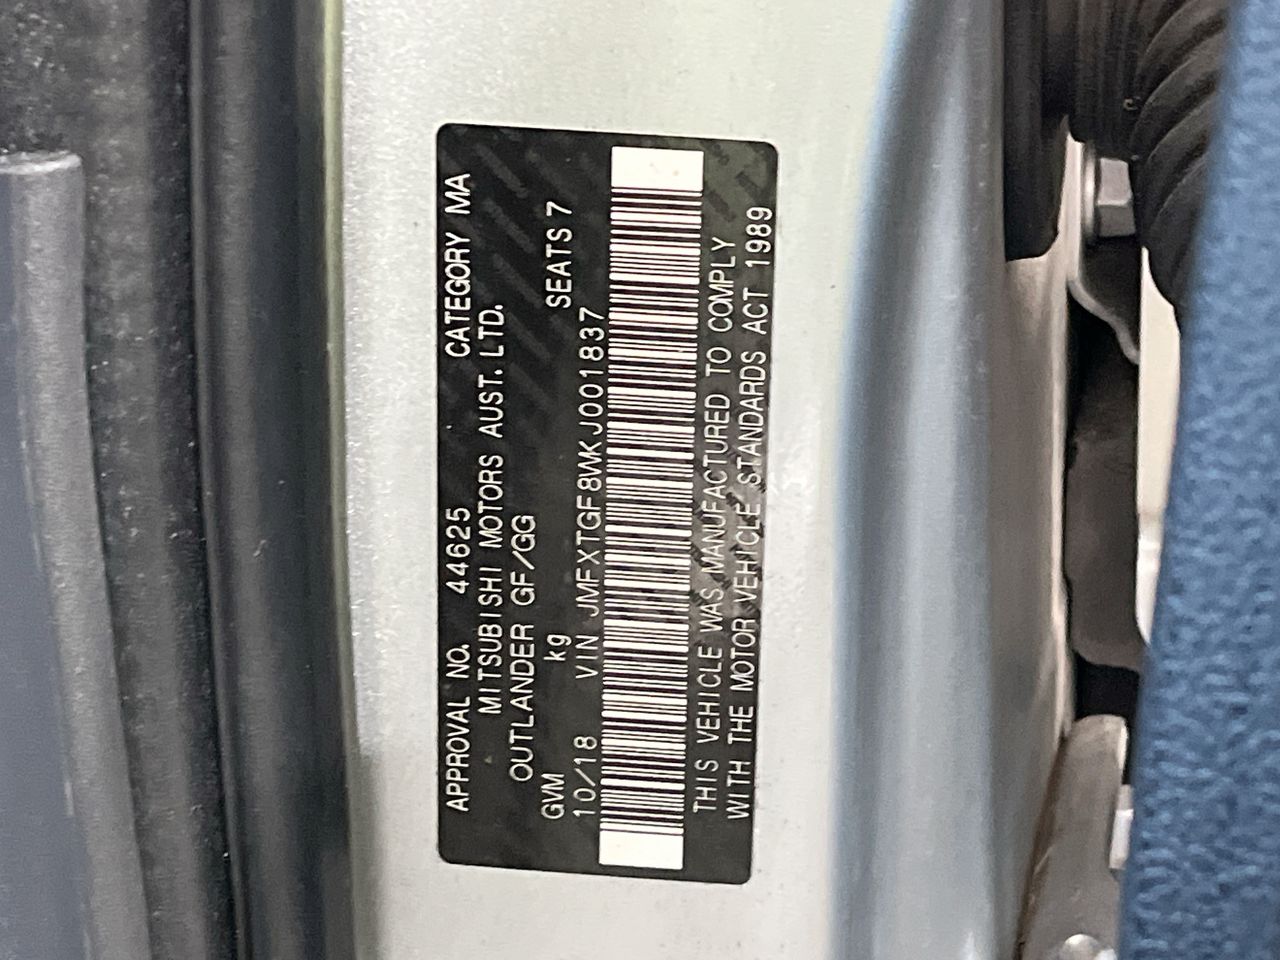 APPROVAL NO. 44625 CATEGORY MA
MITSUBISHI MOTORS AUST. LTD.
OUTLANDER GF/GG
GVM kg SEATS 7
10/18 VIN JMFXTGF8WKJ001837
THIS VEHICLE WAS MANUFACTURED TO COMPLY
WITH THE MOTOR VEHICLE STANDARDS ACT 1989